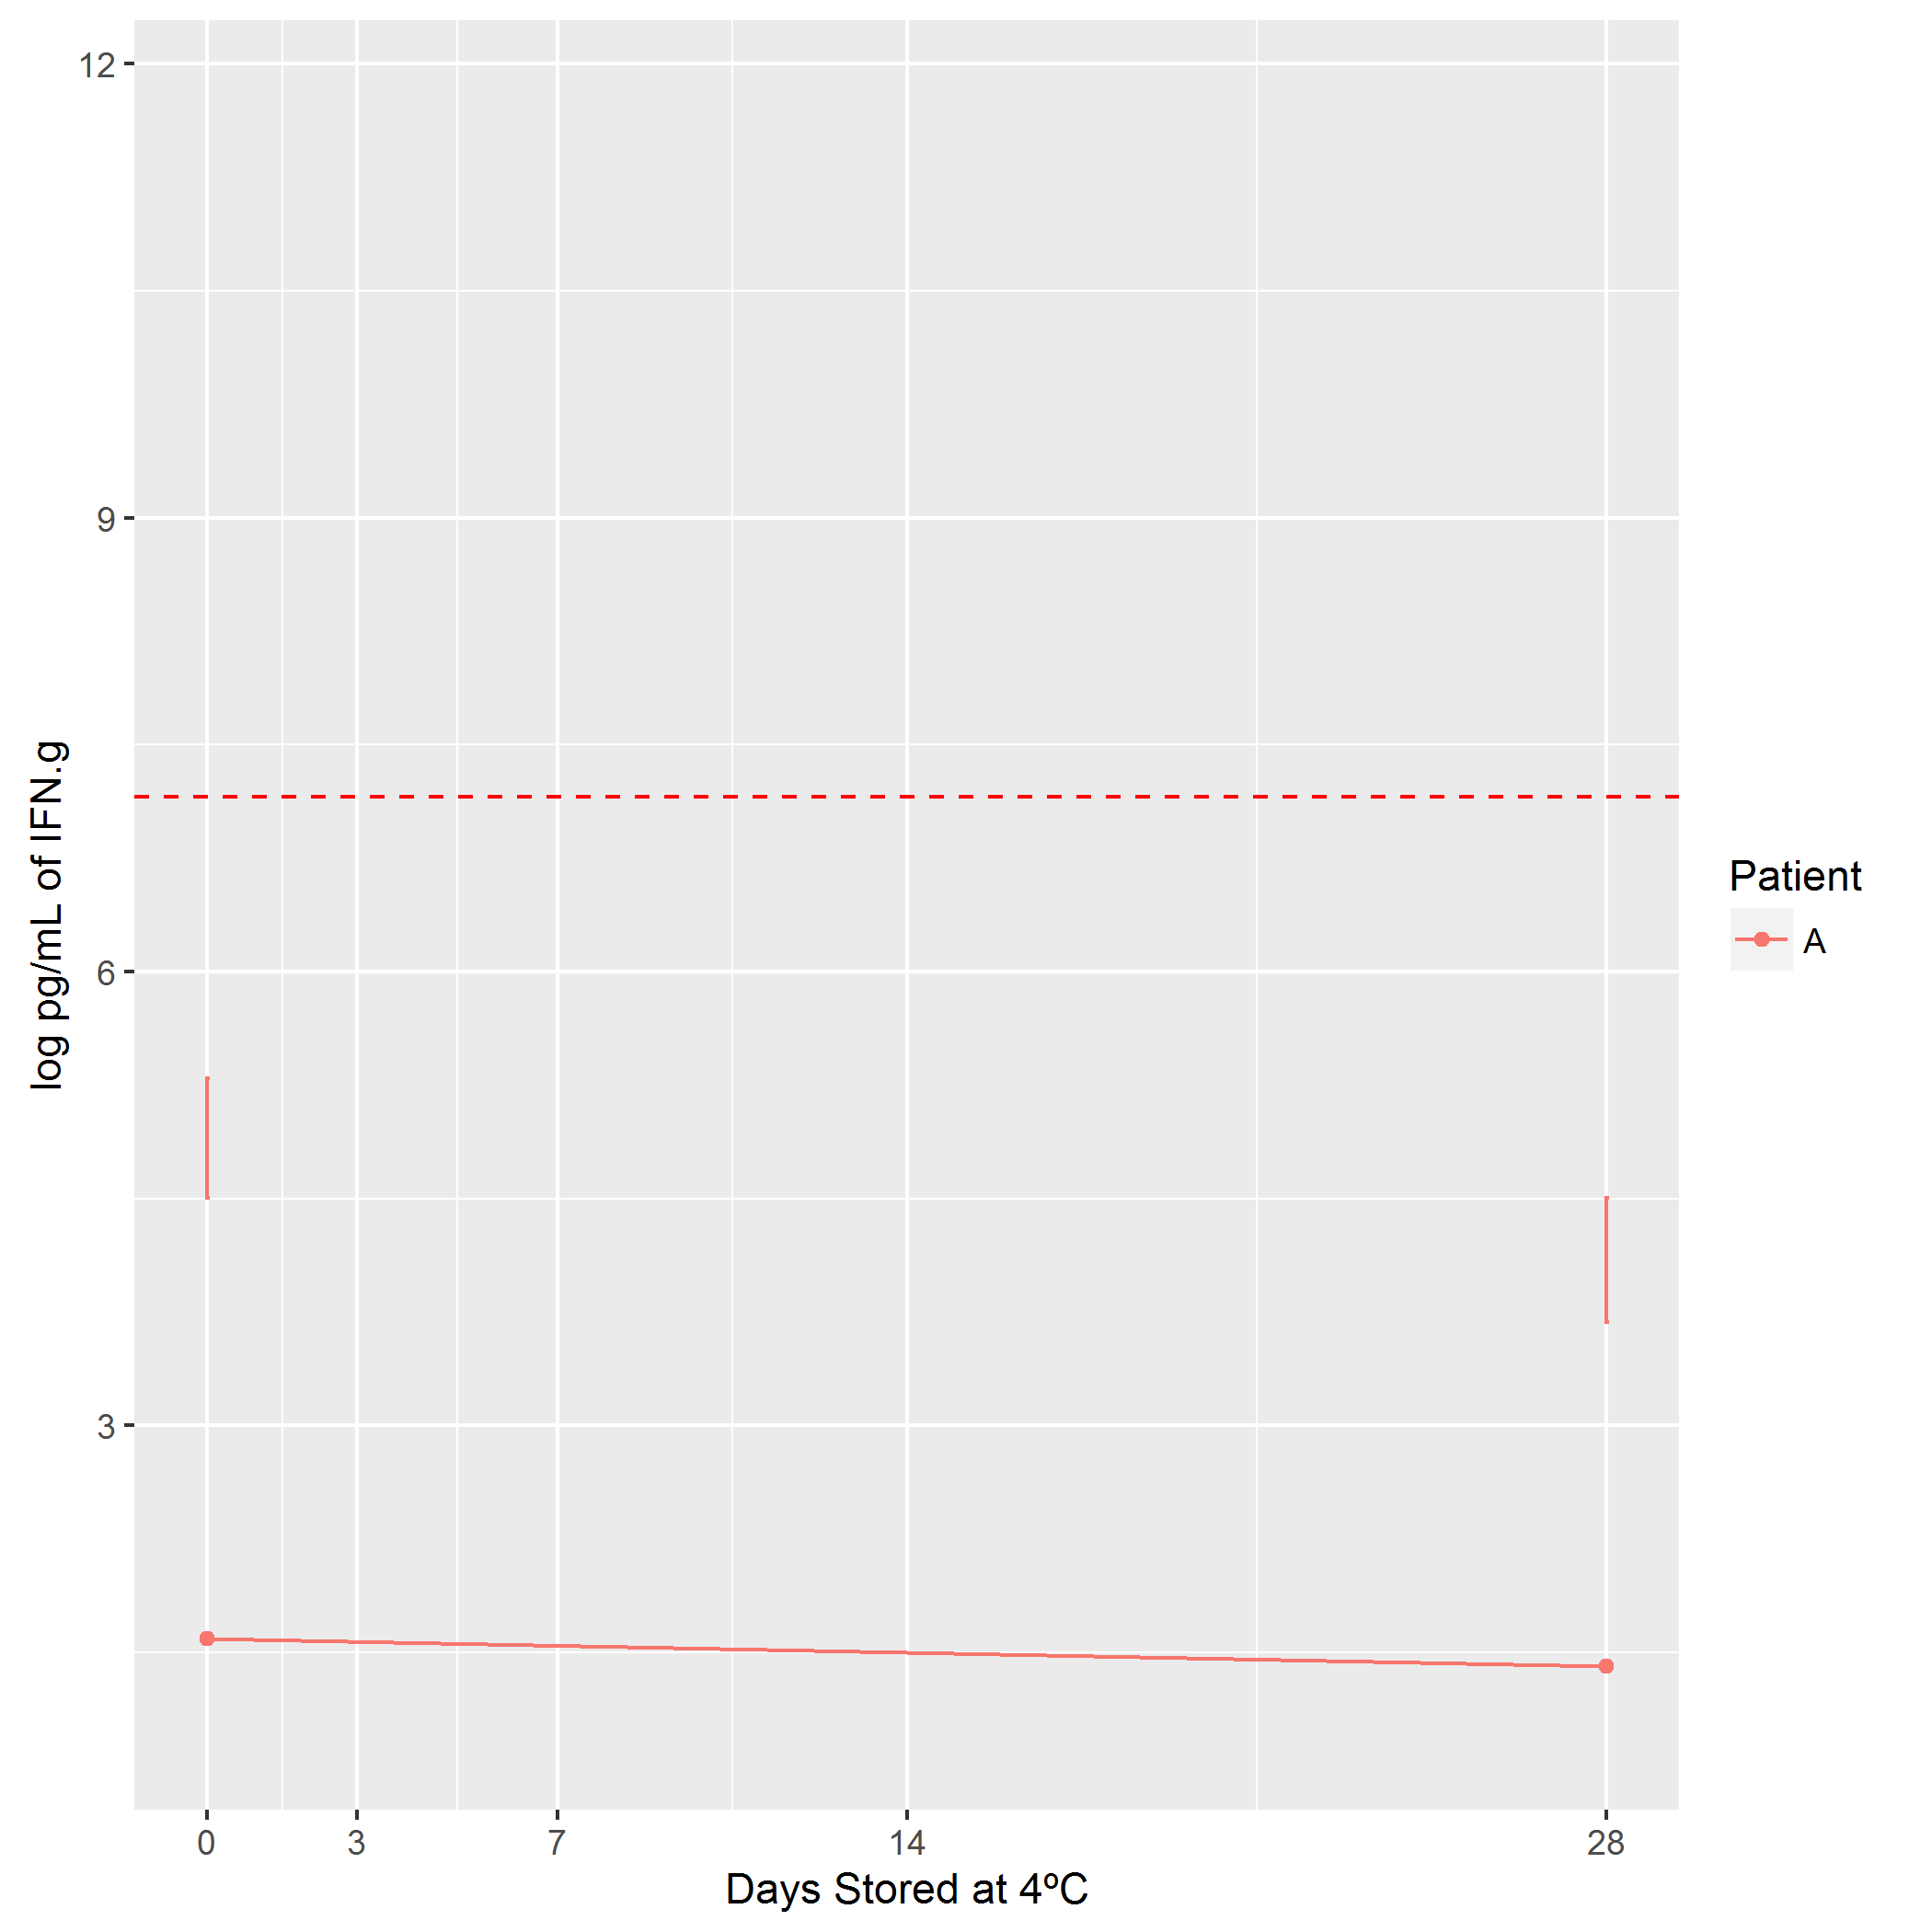 12
9
6
3
log pg/mL of IFN.g
0 3 7 14 28
Days Stored at 4ºC
Patient
A